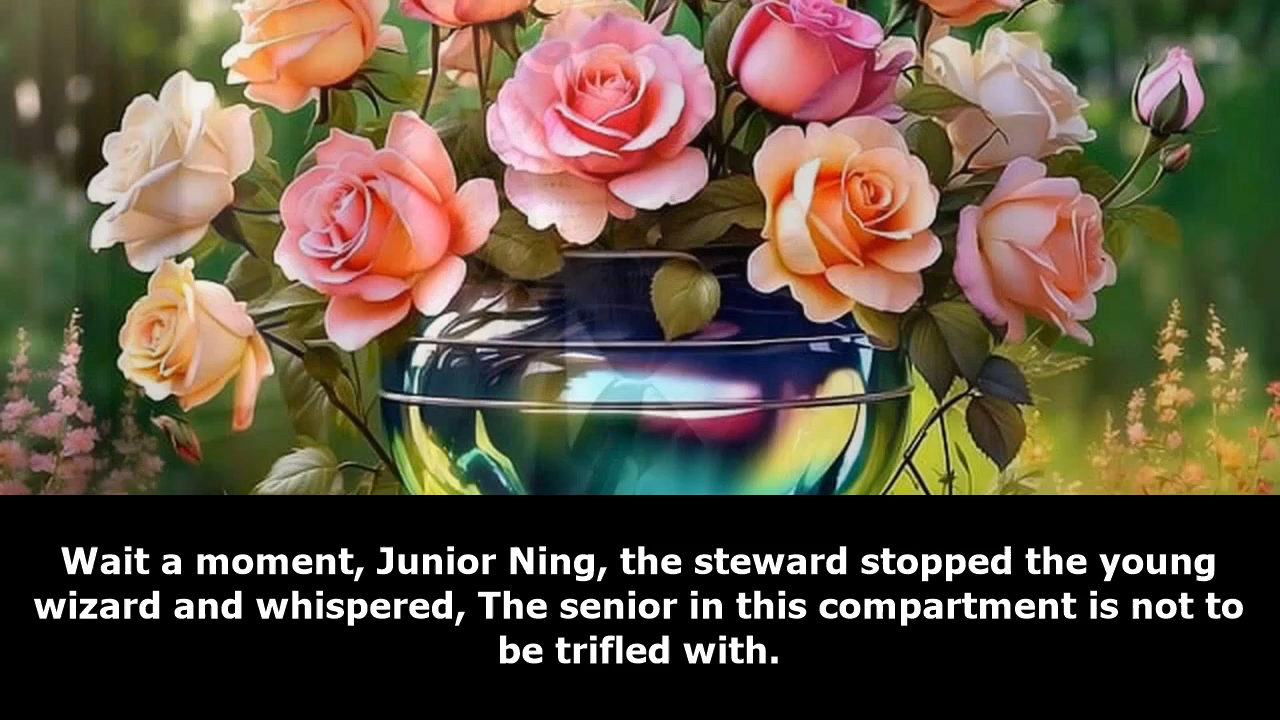 Wait a moment, Junior Ning, the steward stopped the young
wizard and whispered, The senior in this compartment is not to
be trifled with.